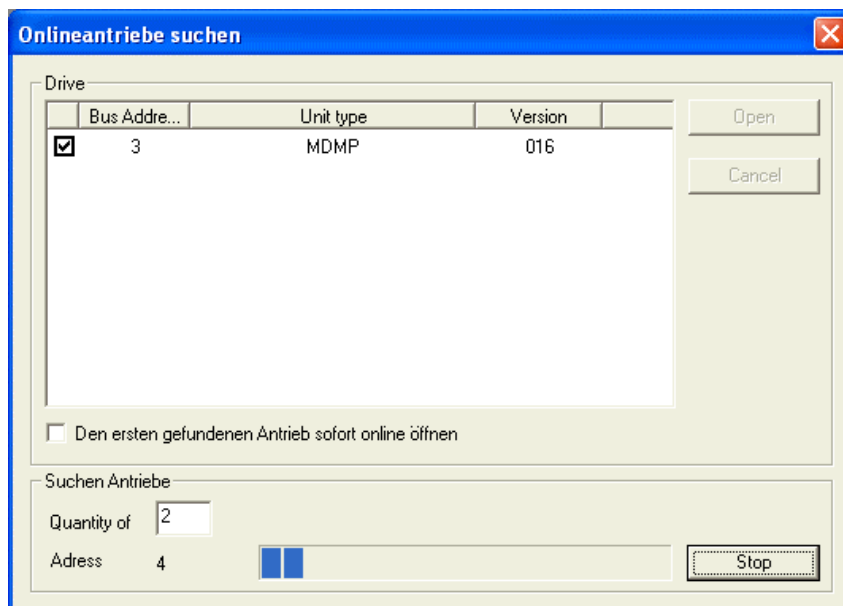 Onlineantriebe suchen
Drive
Bus Addre... Unit type Version
3 MDMP 016
Open
Cancel
Den ersten gefundenen Antrieb sofort online öffnen
Suchen Antriebe
Quantity of 2
Adress 4
Stop